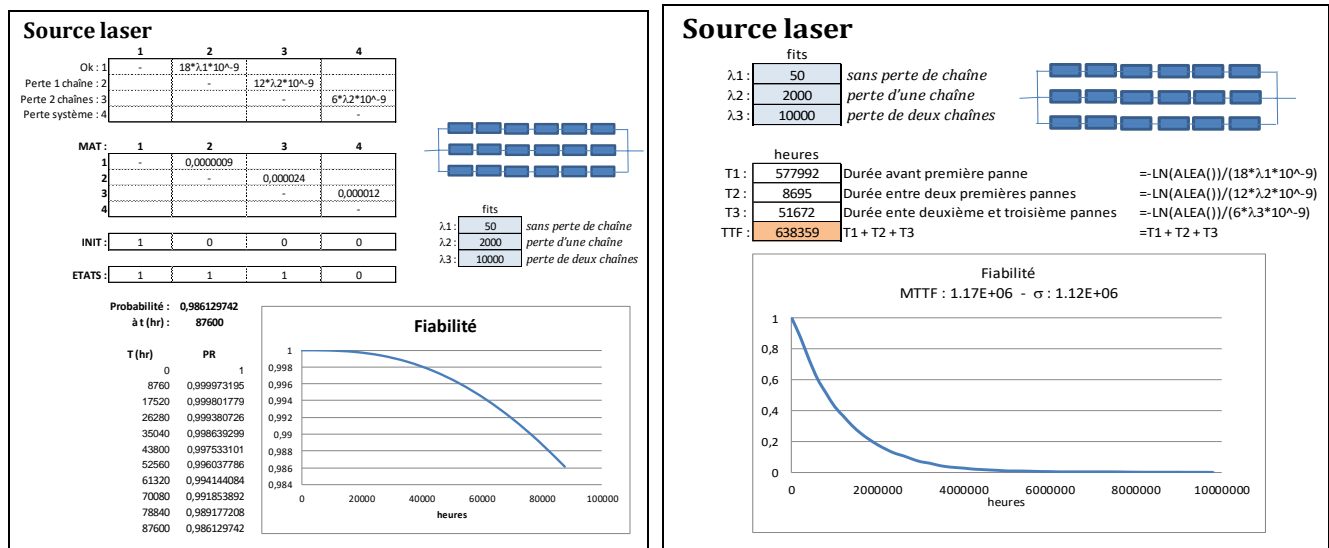 Source laser
1 2 3 4
Ok : 1 - 18*λ.1*10^-9
Perte 1 chaîne : 2 - 12*λ.2*10^-9
Perte 2 chaînes : 3 - 6*λ.2*10^-9
Perte système : 4 -
MAT : 1 2 3 4
1 - 0,0000009
2 - 0,000024
3 - 0,000012
4 -
INIT : 1 0 0 0
ETATS : 1 1 1 0
fits
λ1 : 50 sans perte de chaîne
λ2 : 2000 perte d'une chaîne
λ3 : 10000 perte de deux chaînes
Probabilité : 0,986129742
à t (hr) : 87600
T (hr) PR
0 1
8760 0,999973195
17520 0,999801779
26280 0,999380726
35040 0,998639299
43800 0,997533101
52560 0,996037786
61320 0,994144084
70080 0,991853892
78840 0,989177208
87600 0,986129742
Fiabilité
1
0,998
0,996
0,994
0,992
0,99
0,988
0,986
0,984
0 20000 40000 60000 80000 100000
heures
Source laser
fits
λ1 : 50 sans perte de chaîne
λ2 : 2000 perte d'une chaîne
λ3 : 10000 perte de deux chaînes
heures
T1 : 577992 Durée avant première panne =-LN(ALEA())/(18*λ1*10^-9)
T2 : 8695 Durée entre deux premières pannes =-LN(ALEA())/(12*λ2*10^-9)
T3 : 51672 Durée ente deuxième et troisième pannes =-LN(ALEA())/(6*λ3*10^-9)
TTF : 638359 T1 + T2 + T3 =T1 + T2 + T3
Fiabilité
MTTF : 1.17E+06 - σ : 1.12E+06
1
0,8
0,6
0,4
0,2
0
0 2000000 4000000 6000000 8000000 10000000
heures